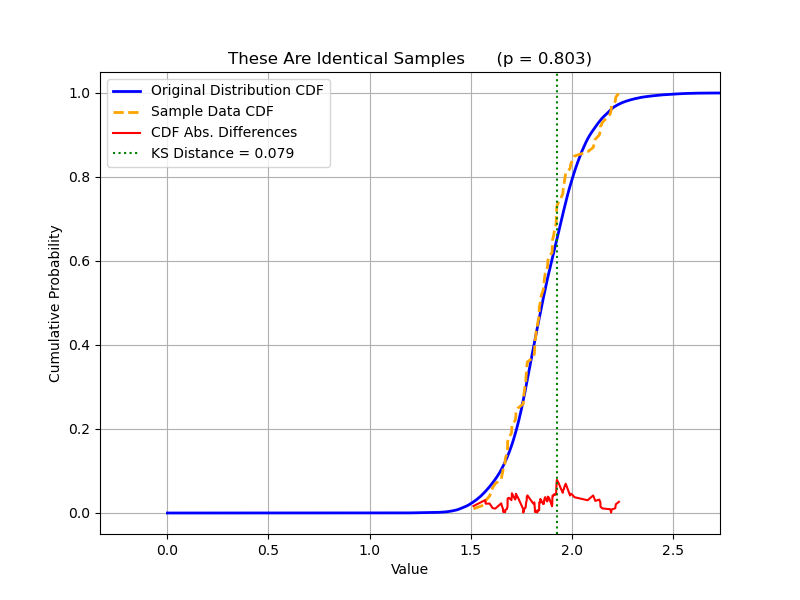 These Are Identical Samples      (p = 0.803)
Original Distribution CDF
Sample Data CDF
CDF Abs. Differences
KS Distance = 0.079
Cumulative Probability
1.0
0.8
0.6
0.4
0.2
0.0
0.0 0.5 1.0 1.5 2.0 2.5
Value